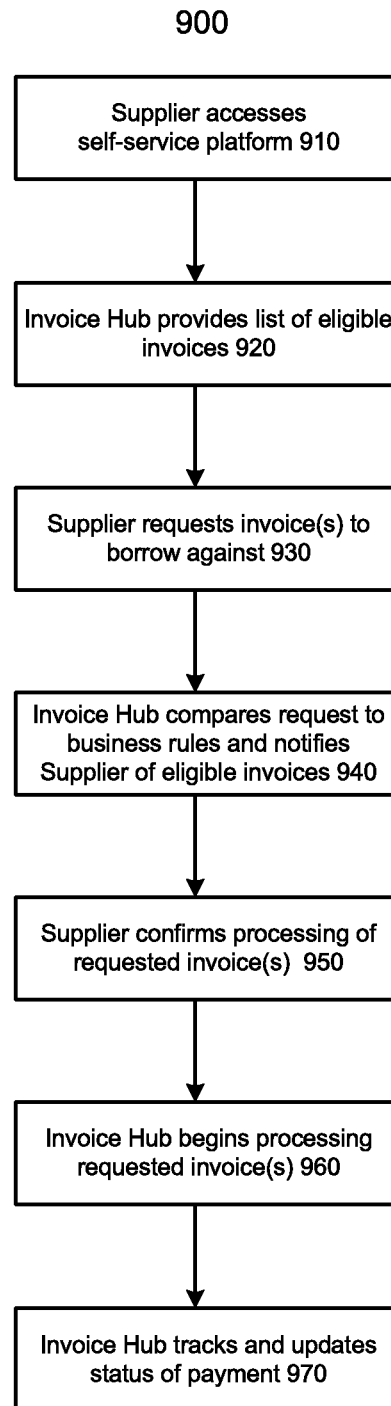 900
Supplier accesses
self-service platform 910
Invoice Hub provides list of eligible
invoices 920
Supplier requests invoice(s) to
borrow against 930
Invoice Hub compares request to
business rules and notifies
Supplier of eligible invoices 940
Supplier confirms processing of
requested invoice(s) 950
Invoice Hub begins processing
requested invoice(s) 960
Invoice Hub tracks and updates
status of payment 970